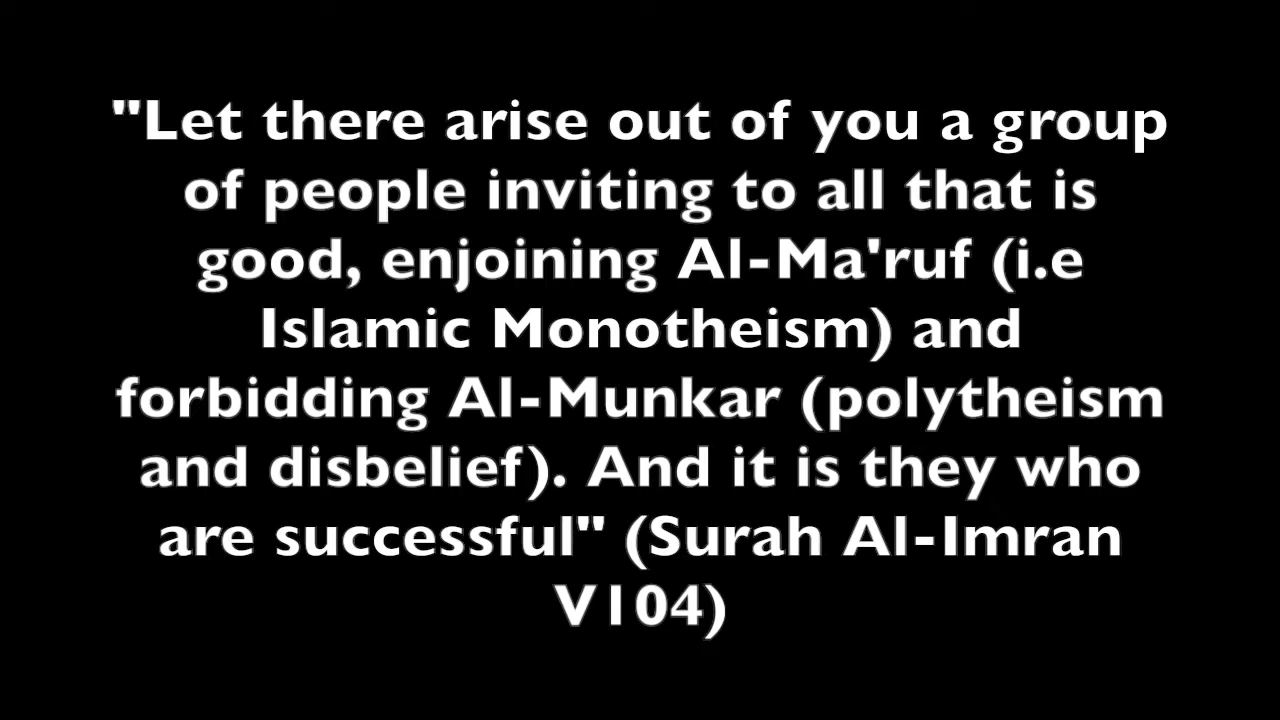 "Let there arise out of you a group
of people inviting to all that is
good, enjoining Al-Ma'ruf (i.e
Islamic Monotheism) and
forbidding Al-Munkar (polytheism
and disbelief). And it is they who
are successful" (Surah Al-Imran
V104)